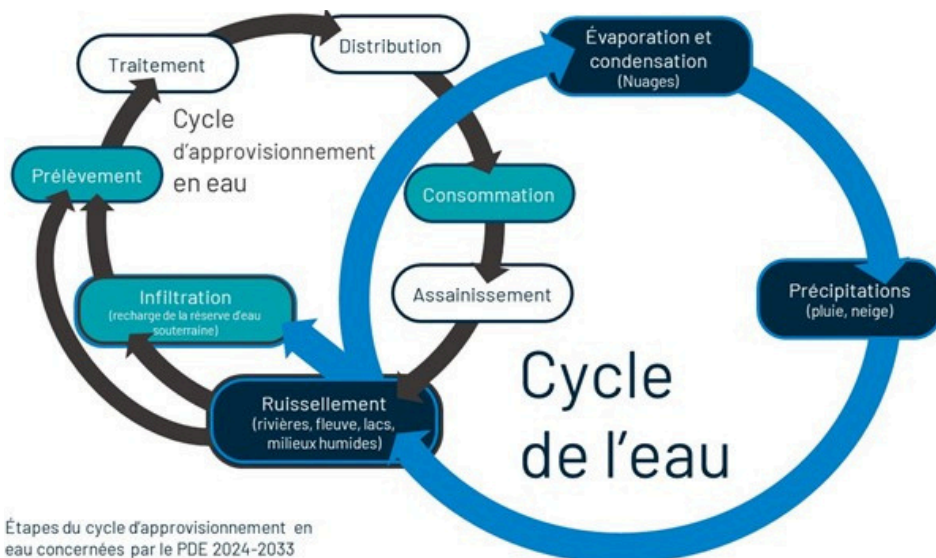 Traitement
Distribution
Évaporation et
condensation
(Nuages)
Cycle
d'approvisionnement
en eau
Prélèvement
Consommation
Infiltration
(recharge de la réserve d'eau
souterraine)
Assainissement
Précipitations
(pluie, neige)
Ruissellement
(rivières, fleuve, lacs,
milieux humides)
Cycle
de l'eau
Étapes du cycle d'approvisionnement en
eau concernées par le PDE 2024-2033